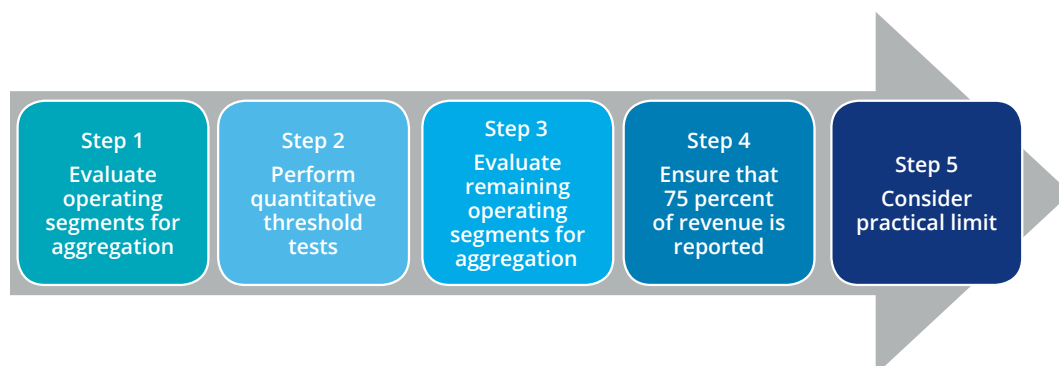 Step 1
Evaluate
operating
segments for
aggregation
Step 2
Perform
quantitative
threshold
tests
Step 3
Evaluate
remaining
operating
segments for
aggregation
Step 4
Ensure that
75 percent
of revenue is
reported
Step 5
Consider
practical limit